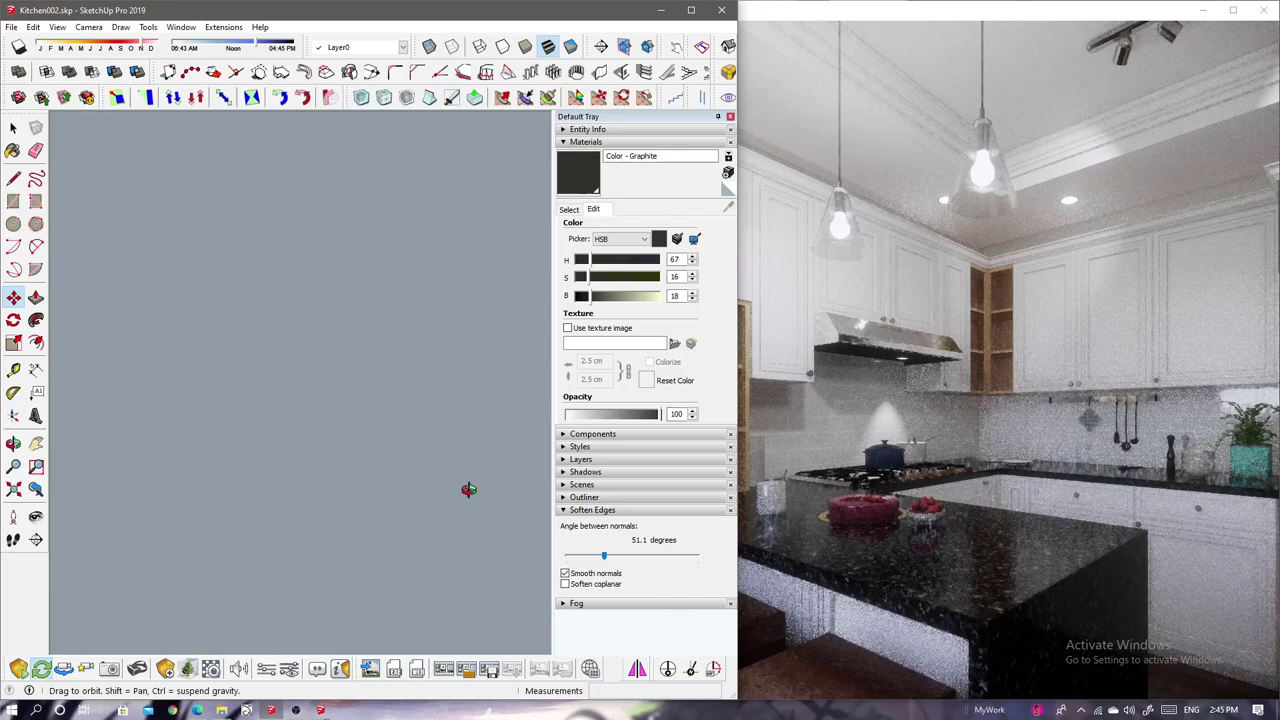 Kitchen002.skp - SketchUp Pro 2019
File Edit View Camera Draw Tools Window Extensions Help
J F M A M J J A S O N D
06:43 AM Noon 04:45 PM
Layer0
Default Tray
Entity Info
Materials
Color - Graphite
Select Edit
Color
Picker: HSB
H 67
S 16
B 18
Texture
Use texture image
2.5 cm
Colorize
2.5 cm
Reset Color
Opacity
100
Components
Styles
Layers
Shadows
Scenes
Outliner
Soften Edges
Angle between normals:
51.1 degrees
Smooth normals
Soften coplanar
Fog
Activate Windows
Go to Settings to activate Windows.
Drag to orbit. Shift = Pan, Ctrl = suspend gravity.
Measurements
MyWork
ENG
2:45 PM